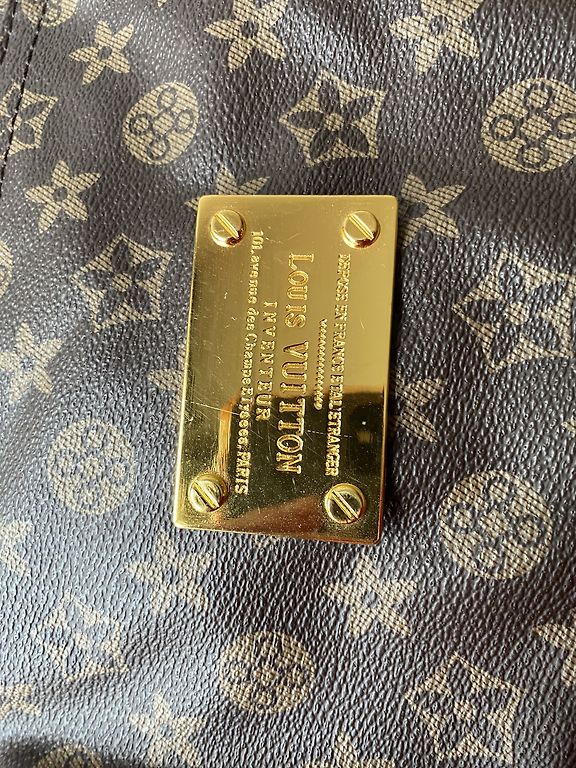 DEPOSE EN FRANCE ET A L'ETRANGER
LOUIS VUITTON
INVENTEUR
101, avenue des Champs Elysees, PARIS